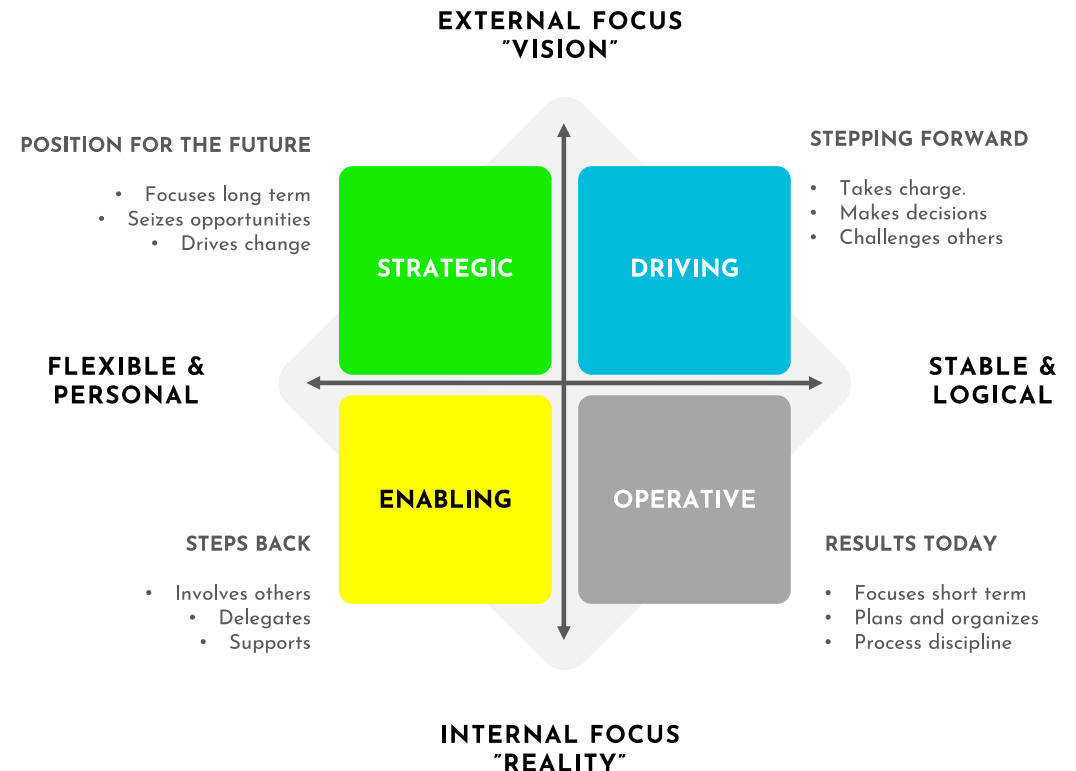 EXTERNAL FOCUS
"VISION"
POSITION FOR THE FUTURE
• Focuses long term
• Seizes opportunities
• Drives change
STEPPING FORWARD
• Takes charge.
• Makes decisions
• Challenges others
STRATEGIC
DRIVING
FLEXIBLE &
PERSONAL
STABLE &
LOGICAL
ENABLING
OPERATIVE
STEPS BACK
• Involves others
• Delegates
• Supports
RESULTS TODAY
• Focuses short term
• Plans and organizes
• Process discipline
INTERNAL FOCUS
"REALITY"